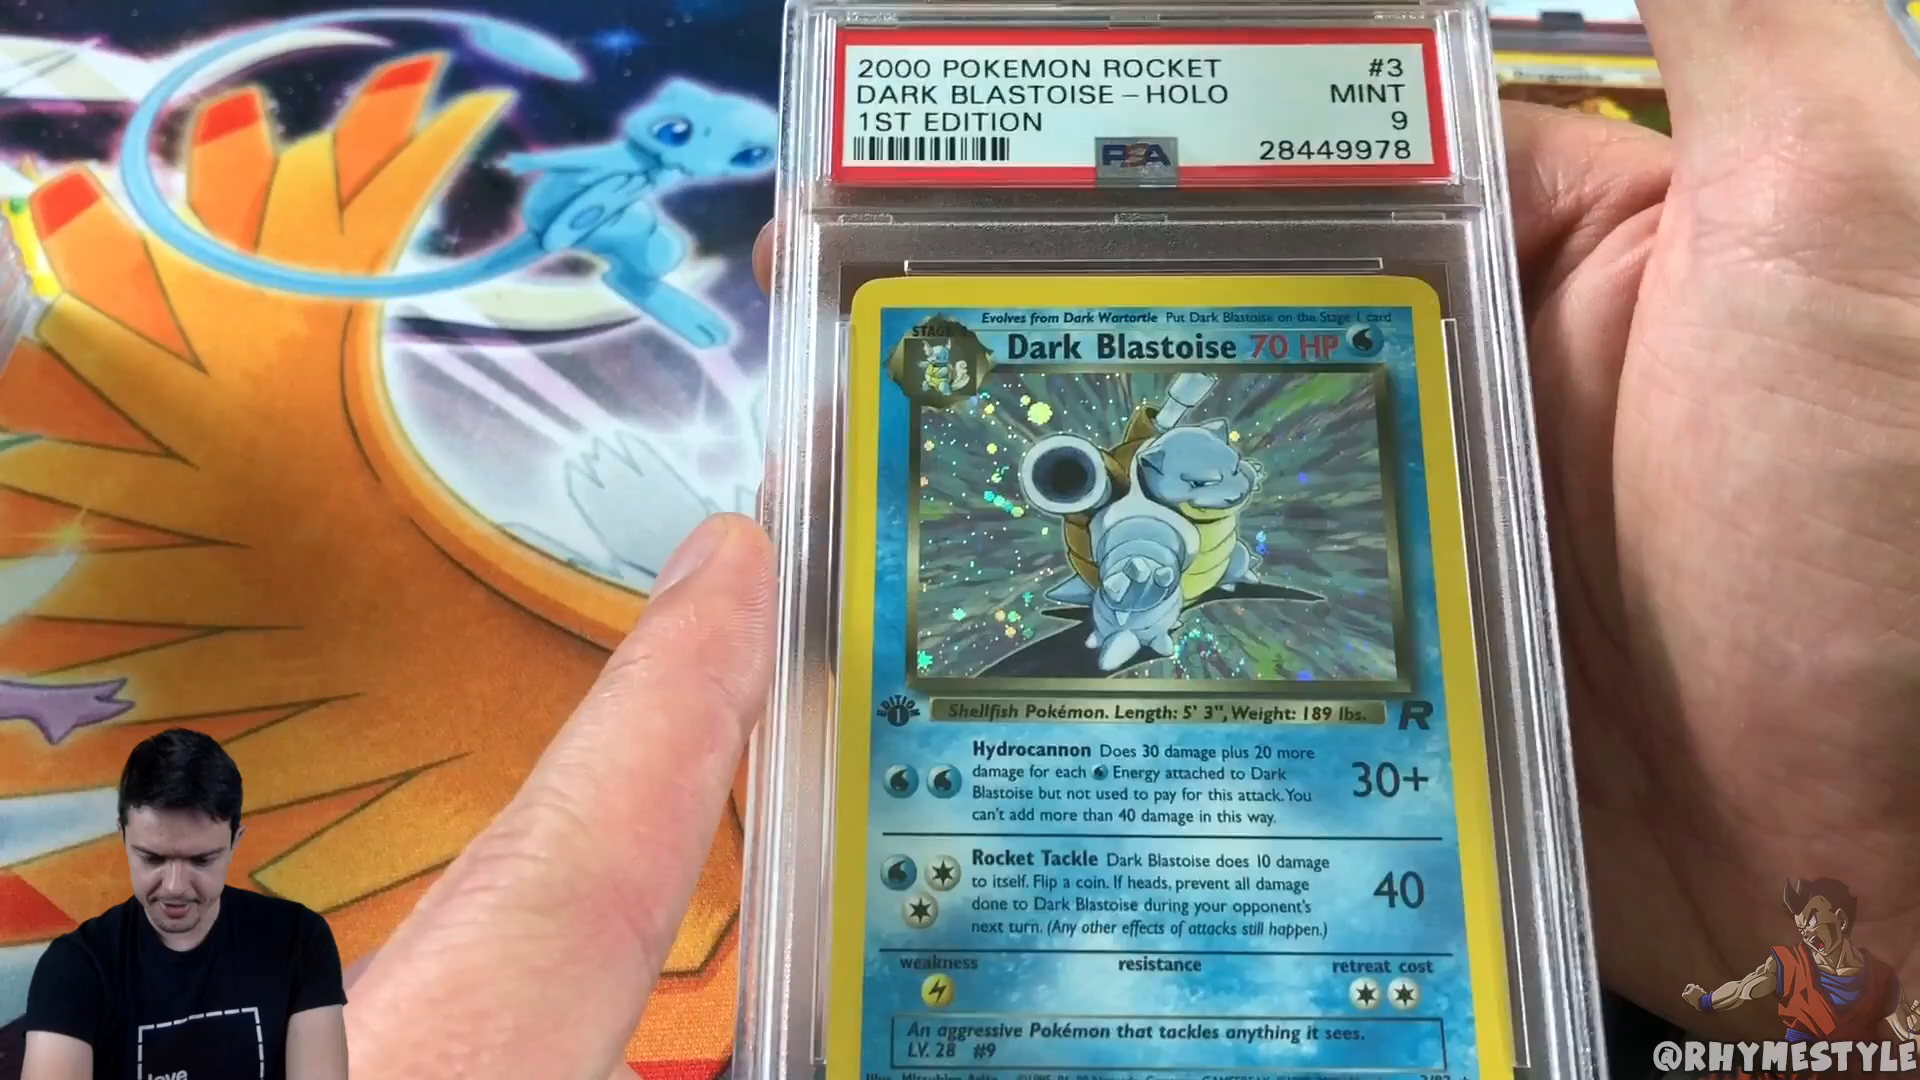 2000 POKEMON ROCKET #3
DARK BLASTOISE - HOLO MINT
1ST EDITION 9
PSA 28449978
Evolves from Dark Wartortle Put Dark Blastoise on the Stage 1 card
STAGE
Dark Blastoise 70 HP
EDITION 1
Shellfish Pokémon. Length: 5' 3", Weight: 189 lbs.
R
Hydrocannon Does 30 damage plus 20 more
damage for each Energy attached to Dark
Blastoise but not used to pay for this attack. You
can't add more than 40 damage in this way.
30+
Rocket Tackle Dark Blastoise does 10 damage
to itself. Flip a coin. If heads, prevent all damage
done to Dark Blastoise during your opponent's
next turn. (Any other effects of attacks still happen.)
40
weakness resistance retreat cost
An aggressive Pokémon that tackles anything it sees.
LV. 28 #9
love
@RHYMESTYLE